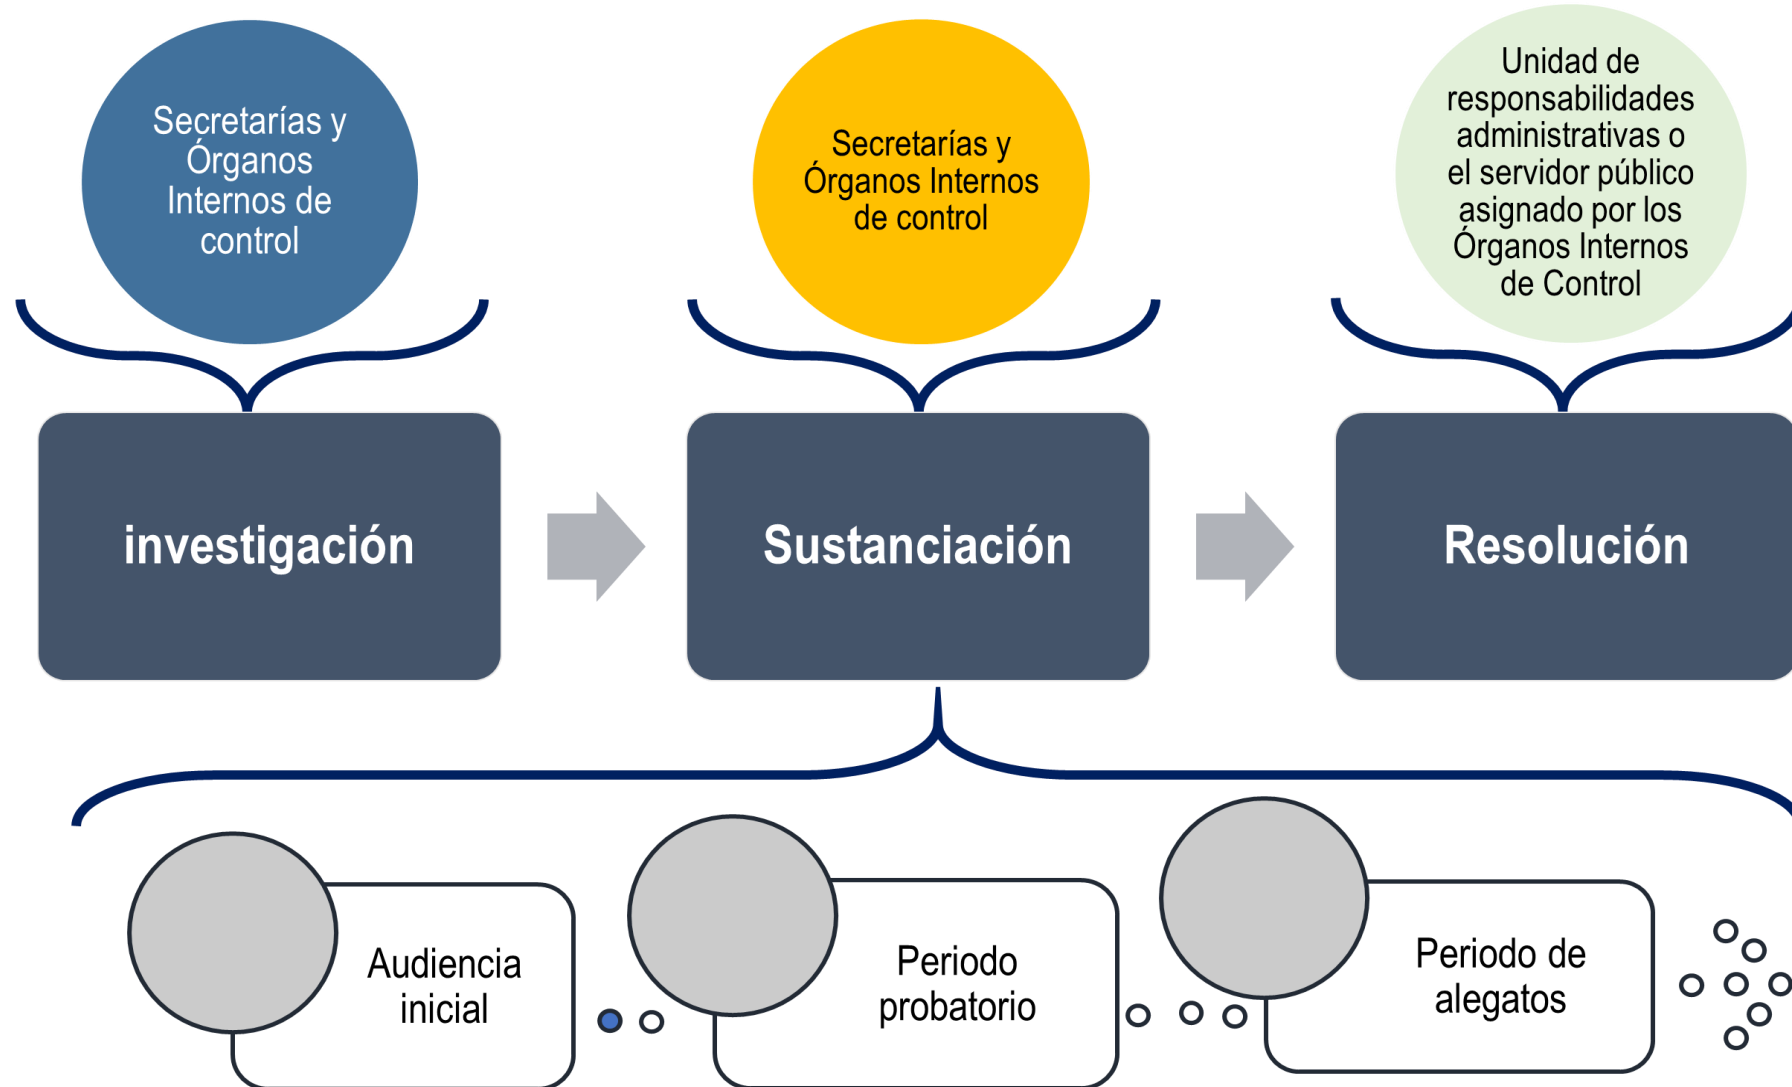 Secretarías y
Órganos
Internos de
control
Secretarías y
Órganos Internos
de control
Unidad de
responsabilidades
administrativas o
el servidor público
asignado por los
Órganos Internos
de Control
investigación
Sustanciación
Resolución
Audiencia
inicial
Periodo
probatorio
Periodo de
alegatos